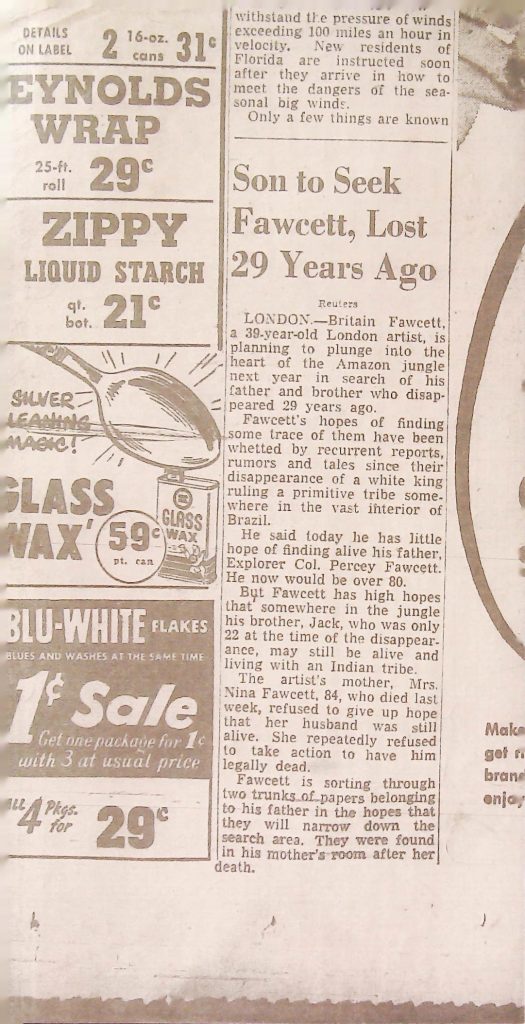 DETAILS
ON LABEL
2 16-oz. cans 31¢
EYNOLDS
WRAP
25-ft.
roll 29¢
ZIPPY
LIQUID STARCH
qt.
bot. 21¢
SILVER
LEANING
MAGIC!
GLASS
WAX'
59¢
pt. can
GLASS
WAX
BLU-WHITE FLAKES
BLUES AND WASHES AT THE SAME TIME
1¢ Sale
Get one package for 1¢
with 3 at usual price
4 Pkgs.
for 29¢
withstand the pressure of winds
exceeding 100 miles an hour in
velocity. New residents of
Florida are instructed soon
after they arrive in how to
meet the dangers of the sea-
sonal big winds.
Only a few things are known
Son to Seek
Fawcett, Lost
29 Years Ago
Reuters
LONDON.—Britain Fawcett,
a 39-year-old London artist, is
planning to plunge into the
heart of the Amazon jungle
next year in search of his
father and brother who disap-
peared 29 years ago.
Fawcett's hopes of finding
some trace of them have been
whetted by recurrent reports,
rumors and tales since their
disappearance of a white king
ruling a primitive tribe some-
where in the vast interior of
Brazil.
He said today he has little
hope of finding alive his father,
Explorer Col. Percey Fawcett.
He now would be over 80.
But Fawcett has high hopes
that somewhere in the jungle
his brother, Jack, who was only
22 at the time of the disappear-
ance, may still be alive and
living with an Indian tribe.
The artist's mother, Mrs.
Nina Fawcett, 84, who died last
week, refused to give up hope
that her husband was still
alive. She repeatedly refused
to take action to have him
legally dead.
Fawcett is sorting through
two trunks of papers belonging
to his father in the hopes that
they will narrow down the
search area. They were found
in his mother's room after her
death.
Make
get
bran
enjoy